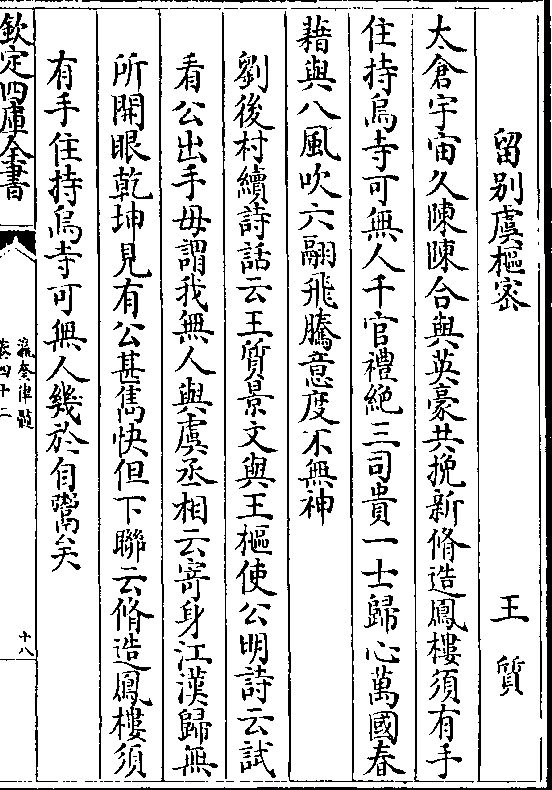 留别虞樞宻　王質
太倉宇宙久陳陳合與英豪共挽新脩造鳳樓須有手
住持烏寺可無人千官禮絶三司貴一士歸心萬國春
藉與八風吹六翮飛騰意度不無神
劉後村續詩話云王質景文與王樞使公明詩云試
看公出手毋謂我無人與虞丞相云寄身江漢歸無
所開眼乾坤見有公甚雋快但下聯云脩造鳳樓須
有手住持烏寺可無人幾於自鬻矣
欽定四庫全書
瀛奎律髓
卷四十二
十八